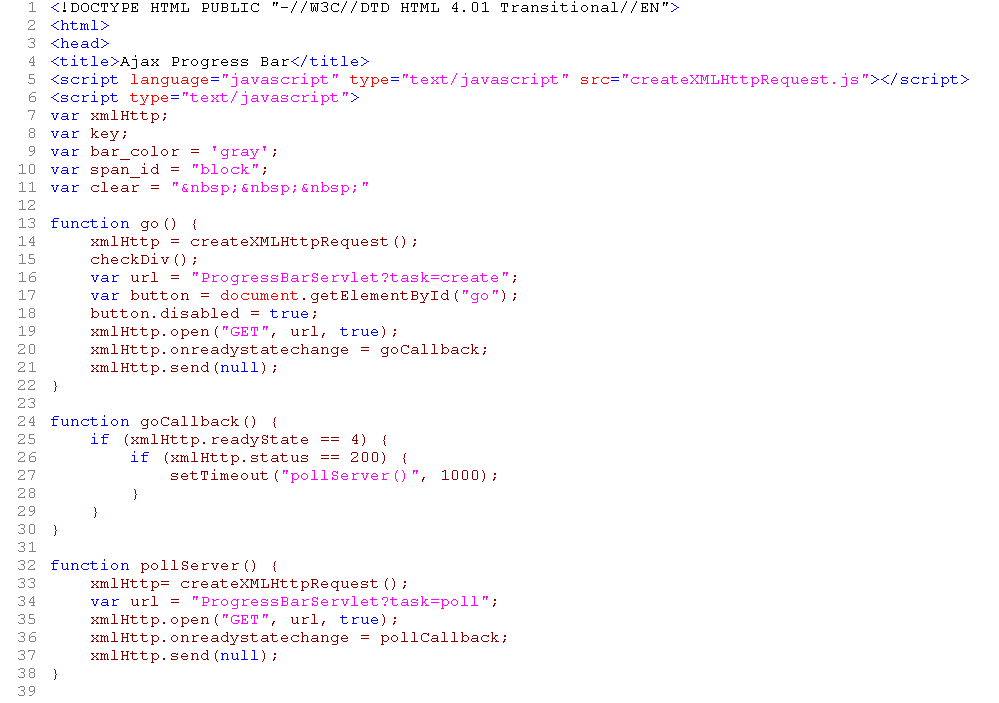 1 <!DOCTYPE HTML PUBLIC "-//W3C//DTD HTML 4.01 Transitional//EN">
2 <html>
3 <head>
4 <title>Ajax Progress Bar</title>
5 <script language="javascript" type="text/javascript" src="createXMLHttpRequest.js"></script>
6 <script type="text/javascript">
7 var xmlHttp;
8 var key;
9 var bar_color = 'gray';
10 var span_id = "block";
11 var clear = "&nbsp;&nbsp;&nbsp;"
12
13 function go() {
14     xmlHttp = createXMLHttpRequest();
15     checkDiv();
16     var url = "ProgressBarServlet?task=create";
17     var button = document.getElementById("go");
18     button.disabled = true;
19     xmlHttp.open("GET", url, true);
20     xmlHttp.onreadystatechange = goCallback;
21     xmlHttp.send(null);
22 }
23
24 function goCallback() {
25     if (xmlHttp.readyState == 4) {
26         if (xmlHttp.status == 200) {
27             setTimeout("pollServer()", 1000);
28         }
29     }
30 }
31
32 function pollServer() {
33     xmlHttp= createXMLHttpRequest();
34     var url = "ProgressBarServlet?task=poll";
35     xmlHttp.open("GET", url, true);
36     xmlHttp.onreadystatechange = pollCallback;
37     xmlHttp.send(null);
38 }
39